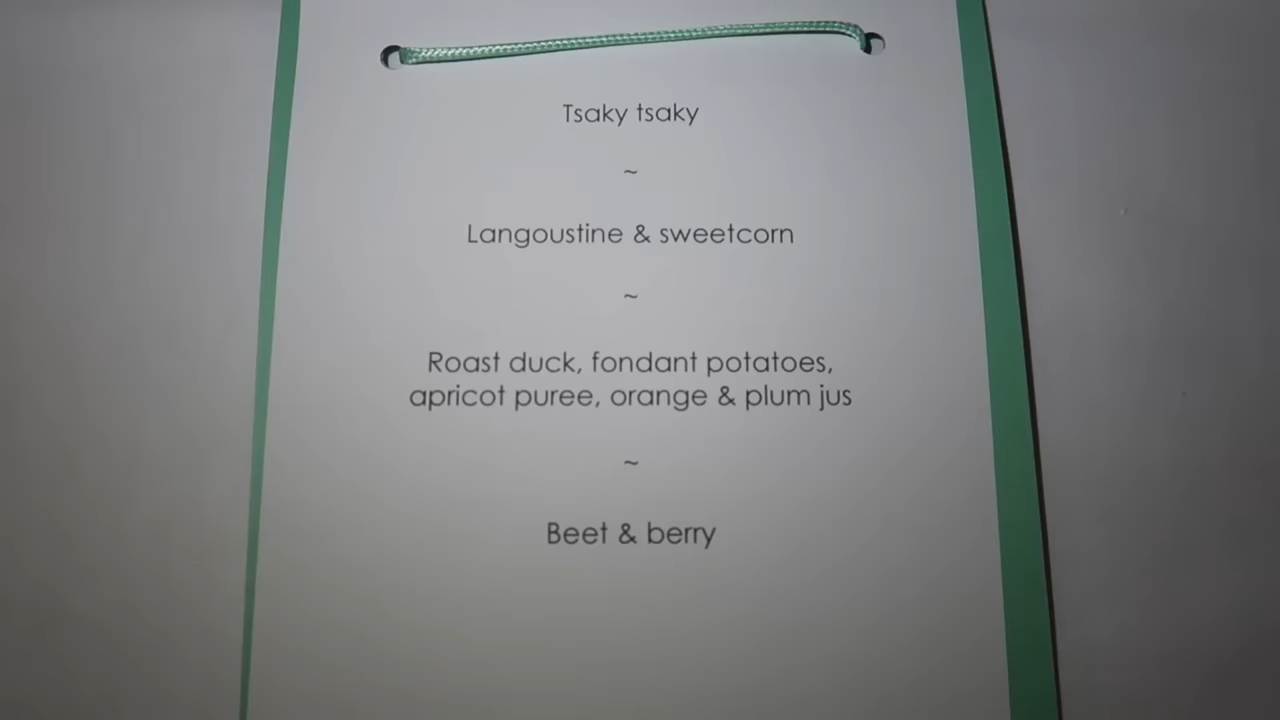 Tsaky tsaky
~
Langoustine & sweetcorn
~
Roast duck, fondant potatoes,
apricot puree, orange & plum jus
~
Beet & berry